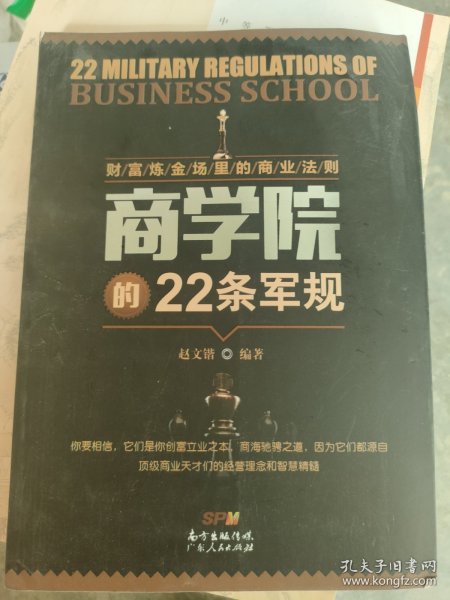 22 MILITARY REGULATIONS OF
BUSINESS SCHOOL
财/富/炼/金/场/里/的/商/业/法/则
商学院
的 22条军规
赵文锴 ◎ 编著
你要相信，它们是你创富立业之本、商海驰骋之道，因为它们都源自
顶级商业天才们的经营理念和智慧精髓
SPM
南方出版传媒
广东人民出版社
孔夫子旧书网
www.kongfz.com